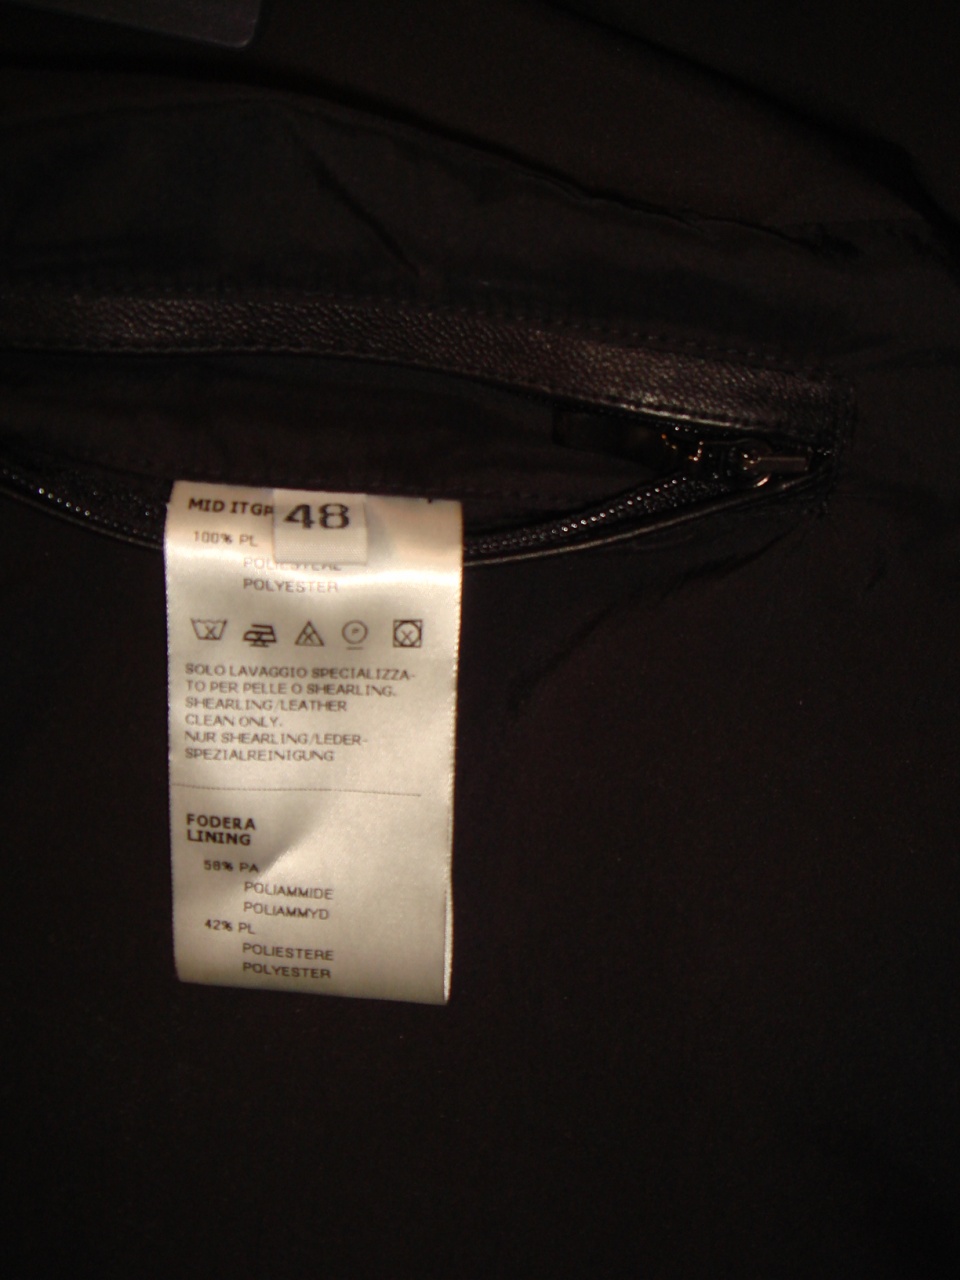 MID ITGP
48
100% PL
POLIESTERE
POLYESTER
SOLO LAVAGGIO SPECIALIZZA-
TO PER PELLE O SHEARLING.
SHEARLING/LEATHER
CLEAN ONLY.
NUR SHEARLING/LEDER-
SPEZIALREINIGUNG
FODERA
LINING
58% PA
POLIAMMIDE
POLIAMMYD
42% PL
POLIESTERE
POLYESTER